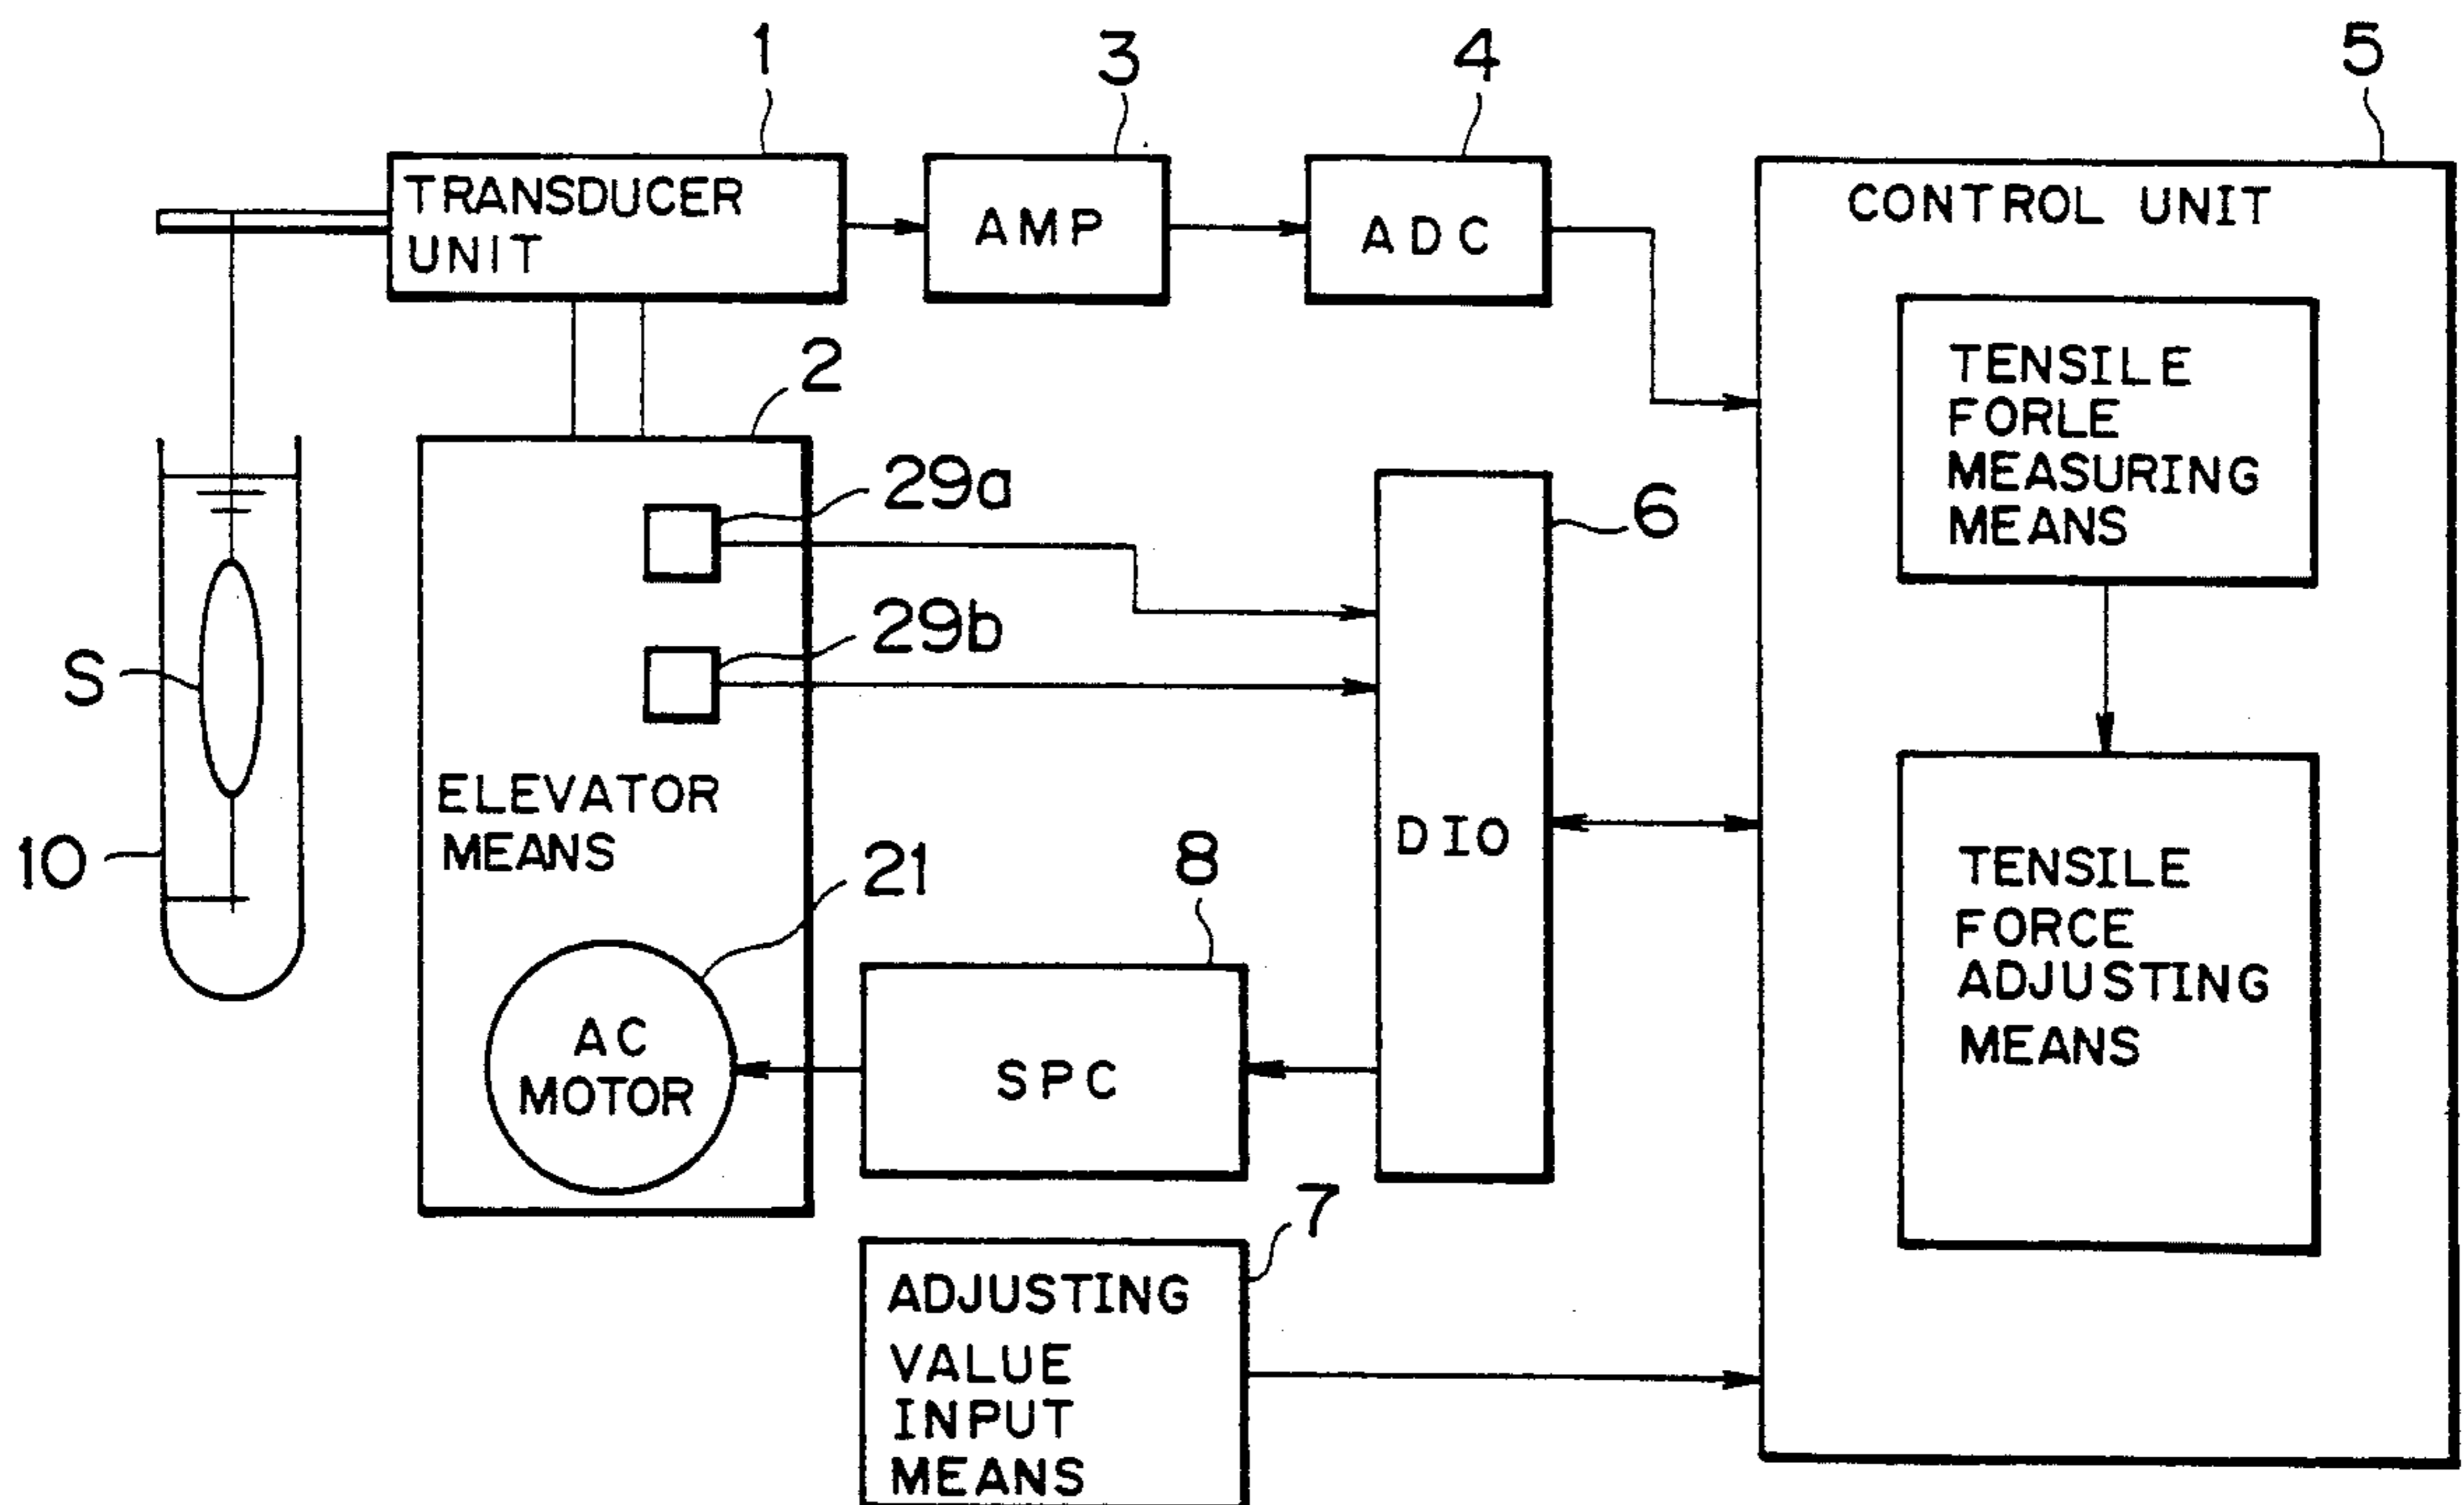 1
3
4
5
TRANSDUCER
UNIT
AMP
ADC
CONTROL UNIT
TENSILE
FORLE
MEASURING
MEANS
2
29a
29b
6
S
10
ELEVATOR
MEANS
21
8
DIO
AC
MOTOR
SPC
TENSILE
FORCE
ADJUSTING
MEANS
7
ADJUSTING
VALUE
INPUT
MEANS